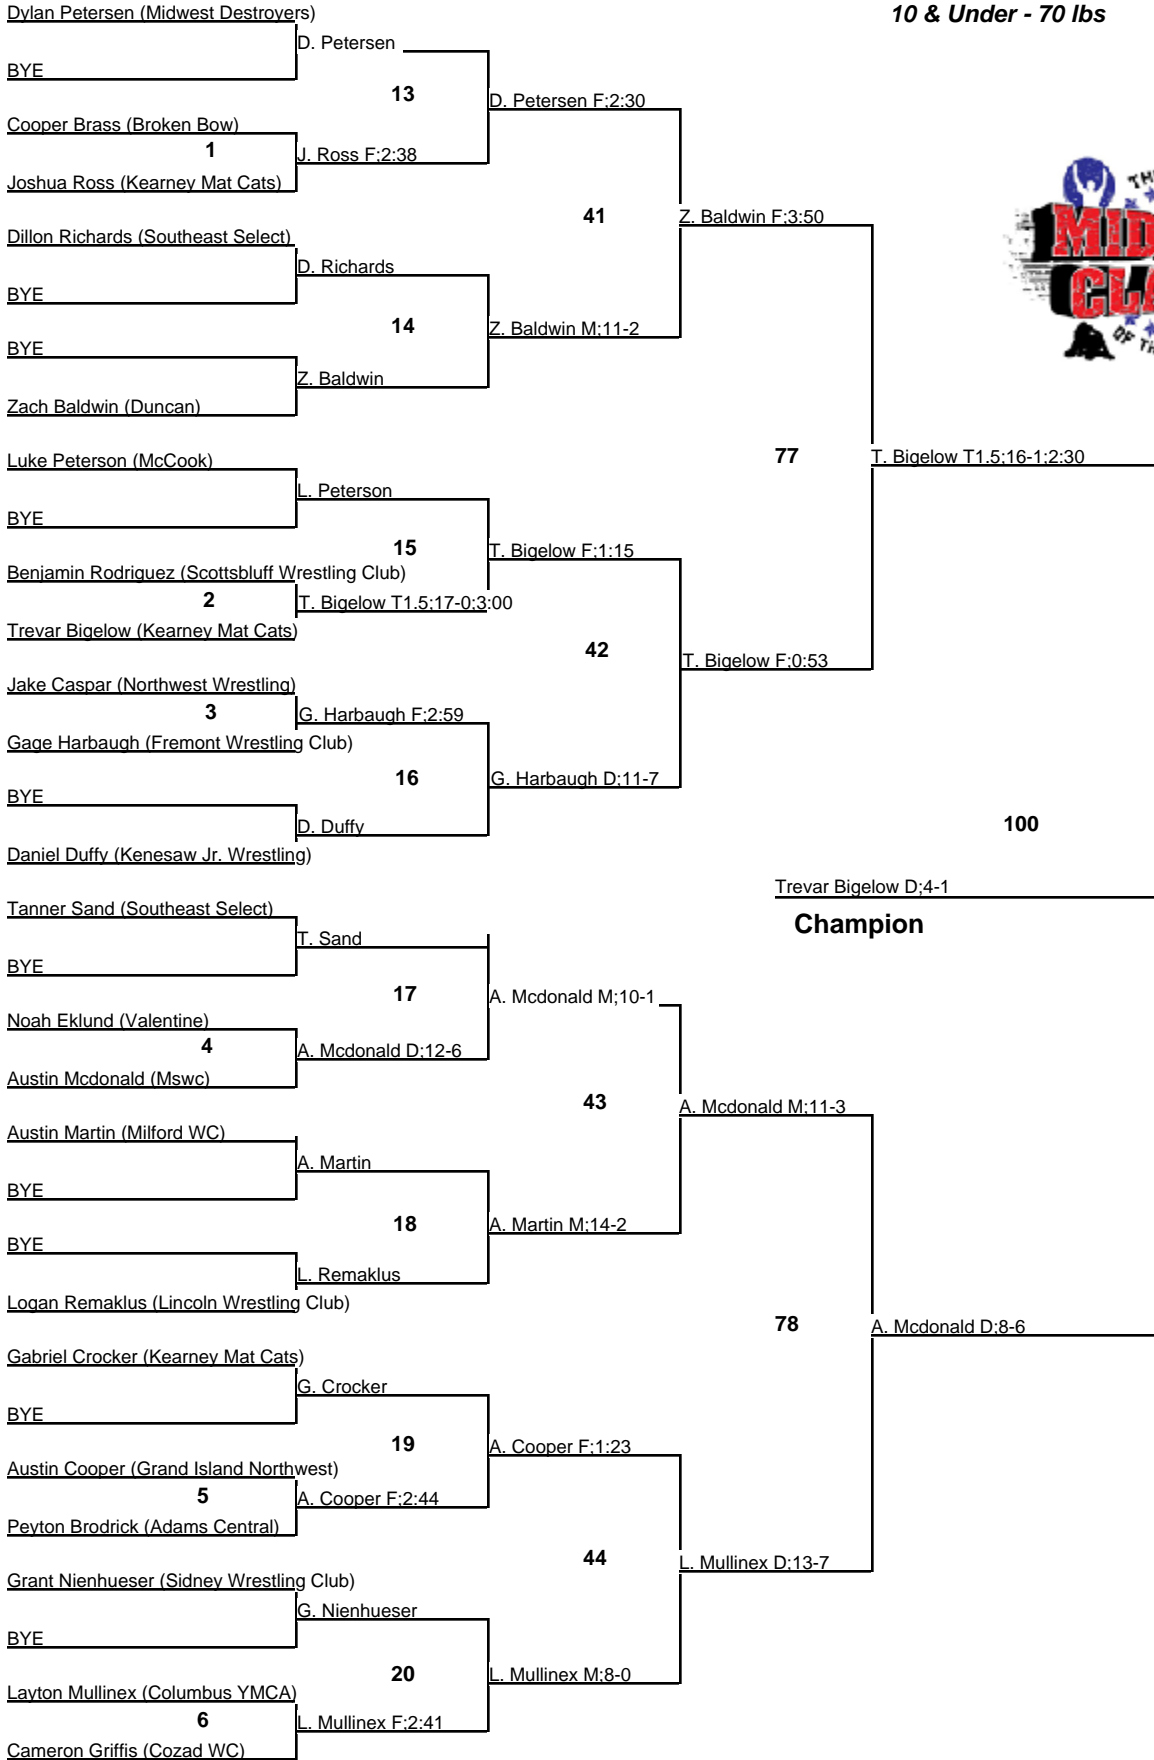 Dylan Petersen (Midwest Destroyers)
10 & Under - 70 lbs
D. Petersen
BYE
13
D. Petersen F;2:30
Cooper Brass (Broken Bow)
1
J. Ross F;2:38
Joshua Ross (Kearney Mat Cats)
41
Z. Baldwin F;3:50
Dillon Richards (Southeast Select)
D. Richards
BYE
14
Z. Baldwin M;11-2
BYE
Z. Baldwin
Zach Baldwin (Duncan)
77
T. Bigelow T1.5;16-1;2:30
Luke Peterson (McCook)
L. Peterson
BYE
15
T. Bigelow F;1:15
Benjamin Rodriguez (Scottsbluff Wrestling Club)
2
T. Bigelow T1.5;17-0;3:00
Trevar Bigelow (Kearney Mat Cats)
42
T. Bigelow F;0:53
Jake Caspar (Northwest Wrestling)
3
G. Harbaugh F;2:59
Gage Harbaugh (Fremont Wrestling Club)
16
G. Harbaugh D;11-7
BYE
D. Duffy
Daniel Duffy (Kenesaw Jr. Wrestling)
100
Trevar Bigelow D;4-1
Champion
Tanner Sand (Southeast Select)
T. Sand
BYE
17
A. Mcdonald M;10-1
Noah Eklund (Valentine)
4
A. Mcdonald D;12-6
Austin Mcdonald (Mswc)
43
A. Mcdonald M;11-3
Austin Martin (Milford WC)
A. Martin
BYE
18
A. Martin M;14-2
BYE
L. Remaklus
Logan Remaklus (Lincoln Wrestling Club)
78
A. Mcdonald D;8-6
Gabriel Crocker (Kearney Mat Cats)
G. Crocker
BYE
19
A. Cooper F;1:23
Austin Cooper (Grand Island Northwest)
5
A. Cooper F;2:44
Peyton Brodrick (Adams Central)
44
L. Mullinex D;13-7
Grant Nienhueser (Sidney Wrestling Club)
G. Nienhueser
BYE
20
L. Mullinex M;8-0
Layton Mullinex (Columbus YMCA)
6
L. Mullinex F;2:41
Cameron Griffis (Cozad WC)